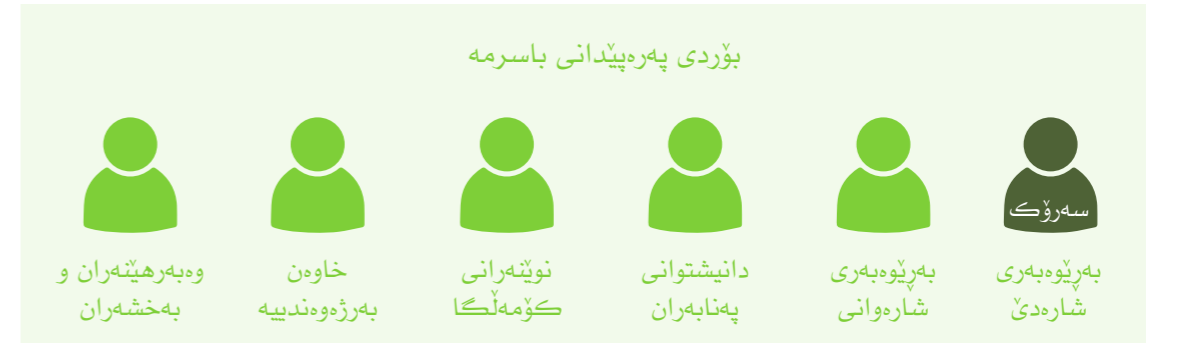 بۆردی پەرەپێدانی باسرمە
سەرۆک
بەڕێوەبەری
شارەدێ
بەڕێوەبەری
شارەوانی
دانیشتوانی
پەنابەران
نوێنەرانی
کۆمەڵگا
خاوەن
بەرژەوەندییە
وەبەرهێنەران و
بەخشەران